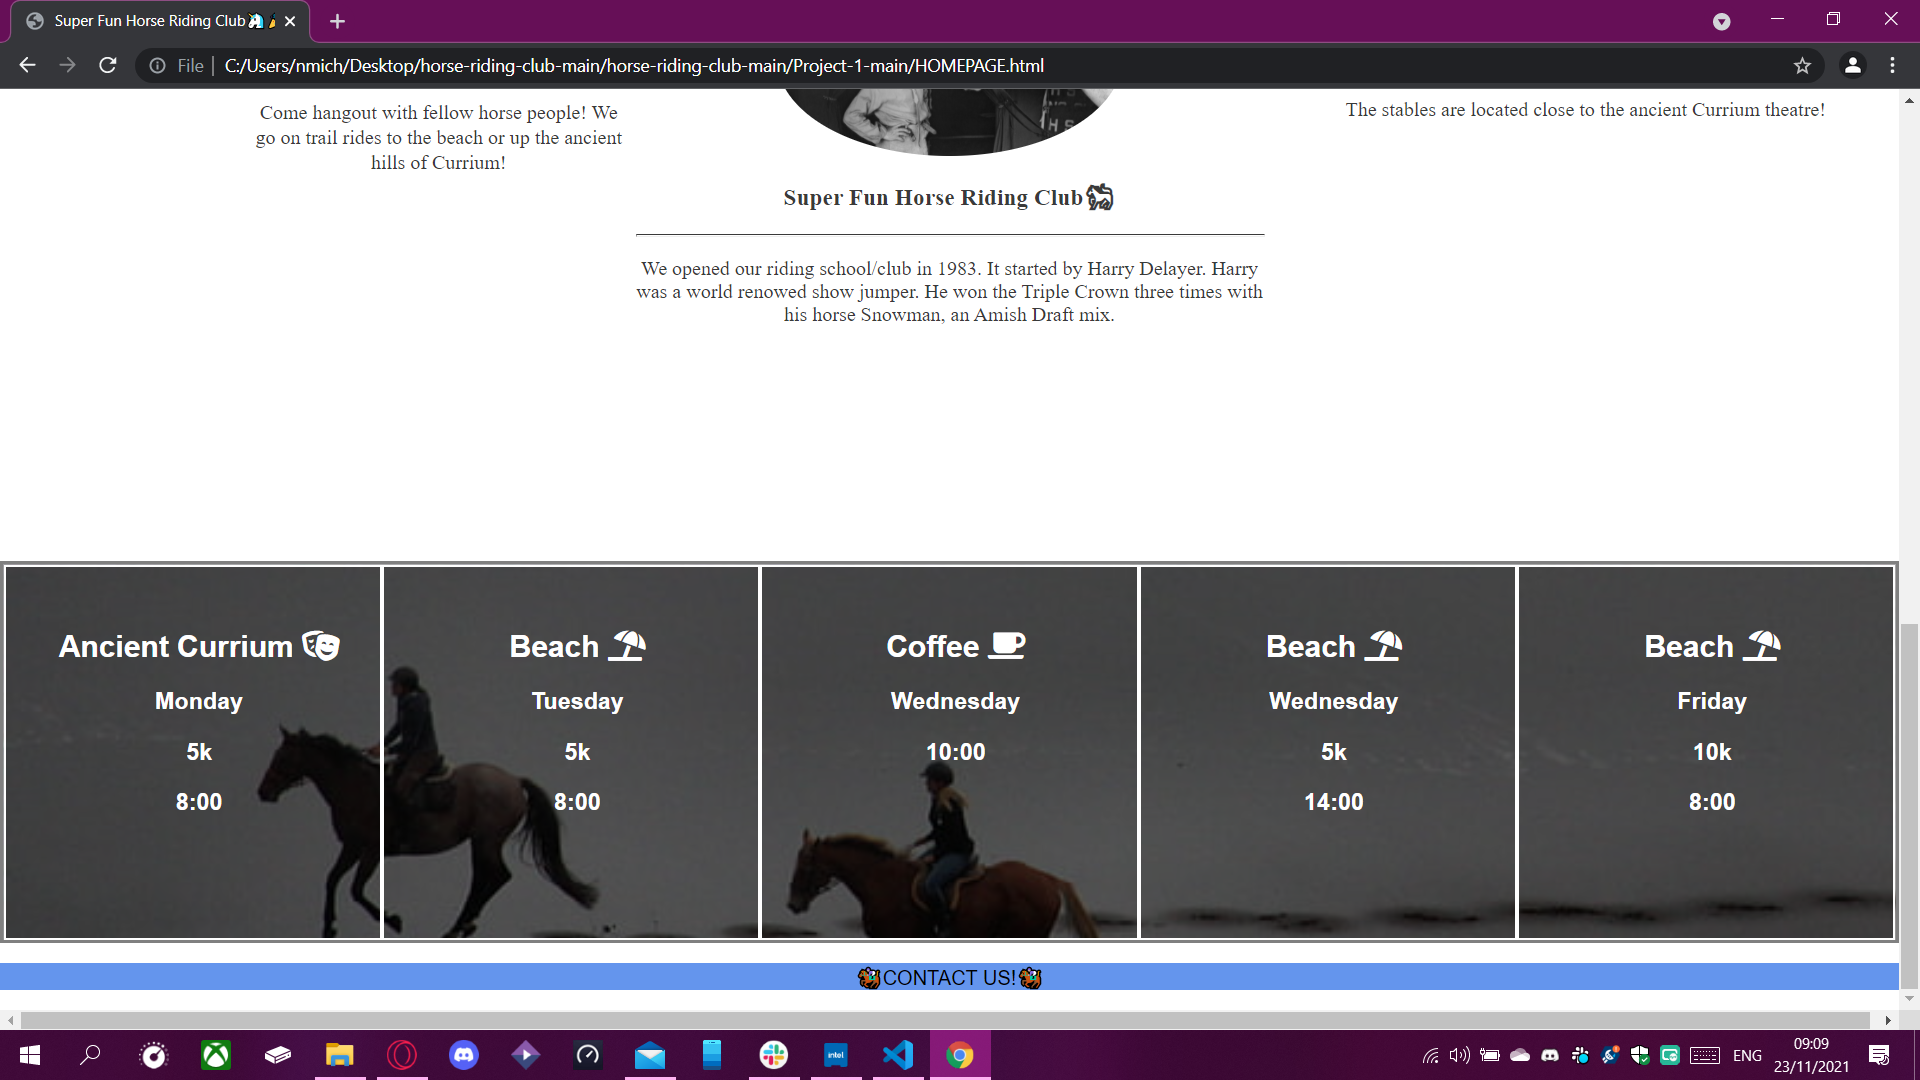 Super Fun Horse Riding Club
File
C:/Users/nmich/Desktop/horse-riding-club-main/horse-riding-club-main/Project-1-main/HOMEPAGE.html
Come hangout with fellow horse people! We
go on trail rides to the beach or up the ancient
hills of Currium!
H S
The stables are located close to the ancient Currium theatre!
Super Fun Horse Riding Club
We opened our riding school/club in 1983. It started by Harry Delayer. Harry
was a world renowed show jumper. He won the Triple Crown three times with
his horse Snowman, an Amish Draft mix.
Ancient Currium
Monday
5k
8:00
Beach
Tuesday
5k
8:00
Coffee
Wednesday
10:00
Beach
Wednesday
5k
14:00
Beach
Friday
10k
8:00
CONTACT US!
intel
ENG
09:09
23/11/2021